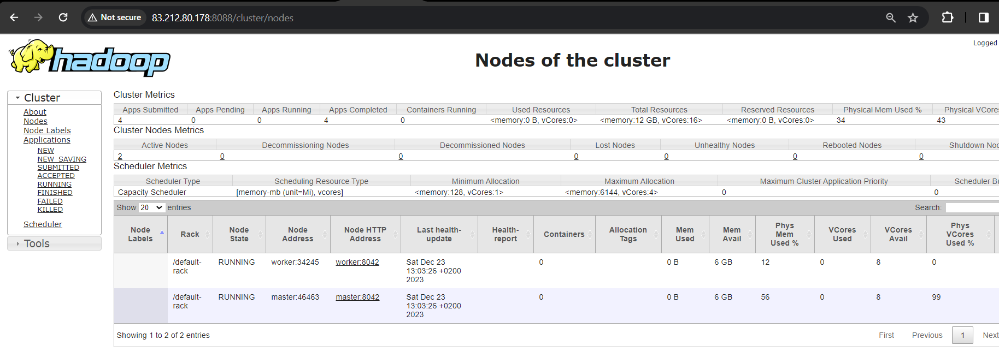 Not secure 83.212.80.178:8088/cluster/nodes
Logged
hadoop
Nodes of the cluster
Cluster
About
Nodes
Node Labels
Applications
NEW
NEW_SAVING
SUBMITTED
ACCEPTED
RUNNING
FINISHED
FAILED
KILLED
Scheduler
Tools
Cluster Metrics
Apps Submitted Apps Pending Apps Running Apps Completed Containers Running Used Resources Total Resources Reserved Resources Physical Mem Used % Physical VCores
4 0 0 4 0 <memory:0 B, vCores:0> <memory:12 GB, vCores:16> <memory:0 B, vCores:0> 34 43
Cluster Nodes Metrics
Active Nodes Decommissioning Nodes Decommissioned Nodes Lost Nodes Unhealthy Nodes Rebooted Nodes Shutdown
2 0 0 0 0 0 0
Scheduler Metrics
Scheduler Type Scheduling Resource Type Minimum Allocation Maximum Allocation Maximum Cluster Application Priority Scheduler
Capacity Scheduler [memory-mb (unit=Mi), vcores] <memory:128, vCores:1> <memory:6144, vCores:4> 0 0
Show 20 entries Search:
Node Labels Rack Node State Node Address Node HTTP Address Last health-update Health-report Containers Allocation Tags Mem Used Mem Avail Phys Mem Used % VCores Used VCores Avail Phys VCores Used %
/default- RUNNING worker:34245 worker:8042 Sat Dec 23 0 0 B 6 GB 12 0 8 0
rack 13:03:26 +0200
2023
/default- RUNNING master:46463 master:8042 Sat Dec 23 0 0 B 6 GB 56 0 8 99
rack 13:03:26 +0200
2023
Showing 1 to 2 of 2 entries First Previous 1 Next